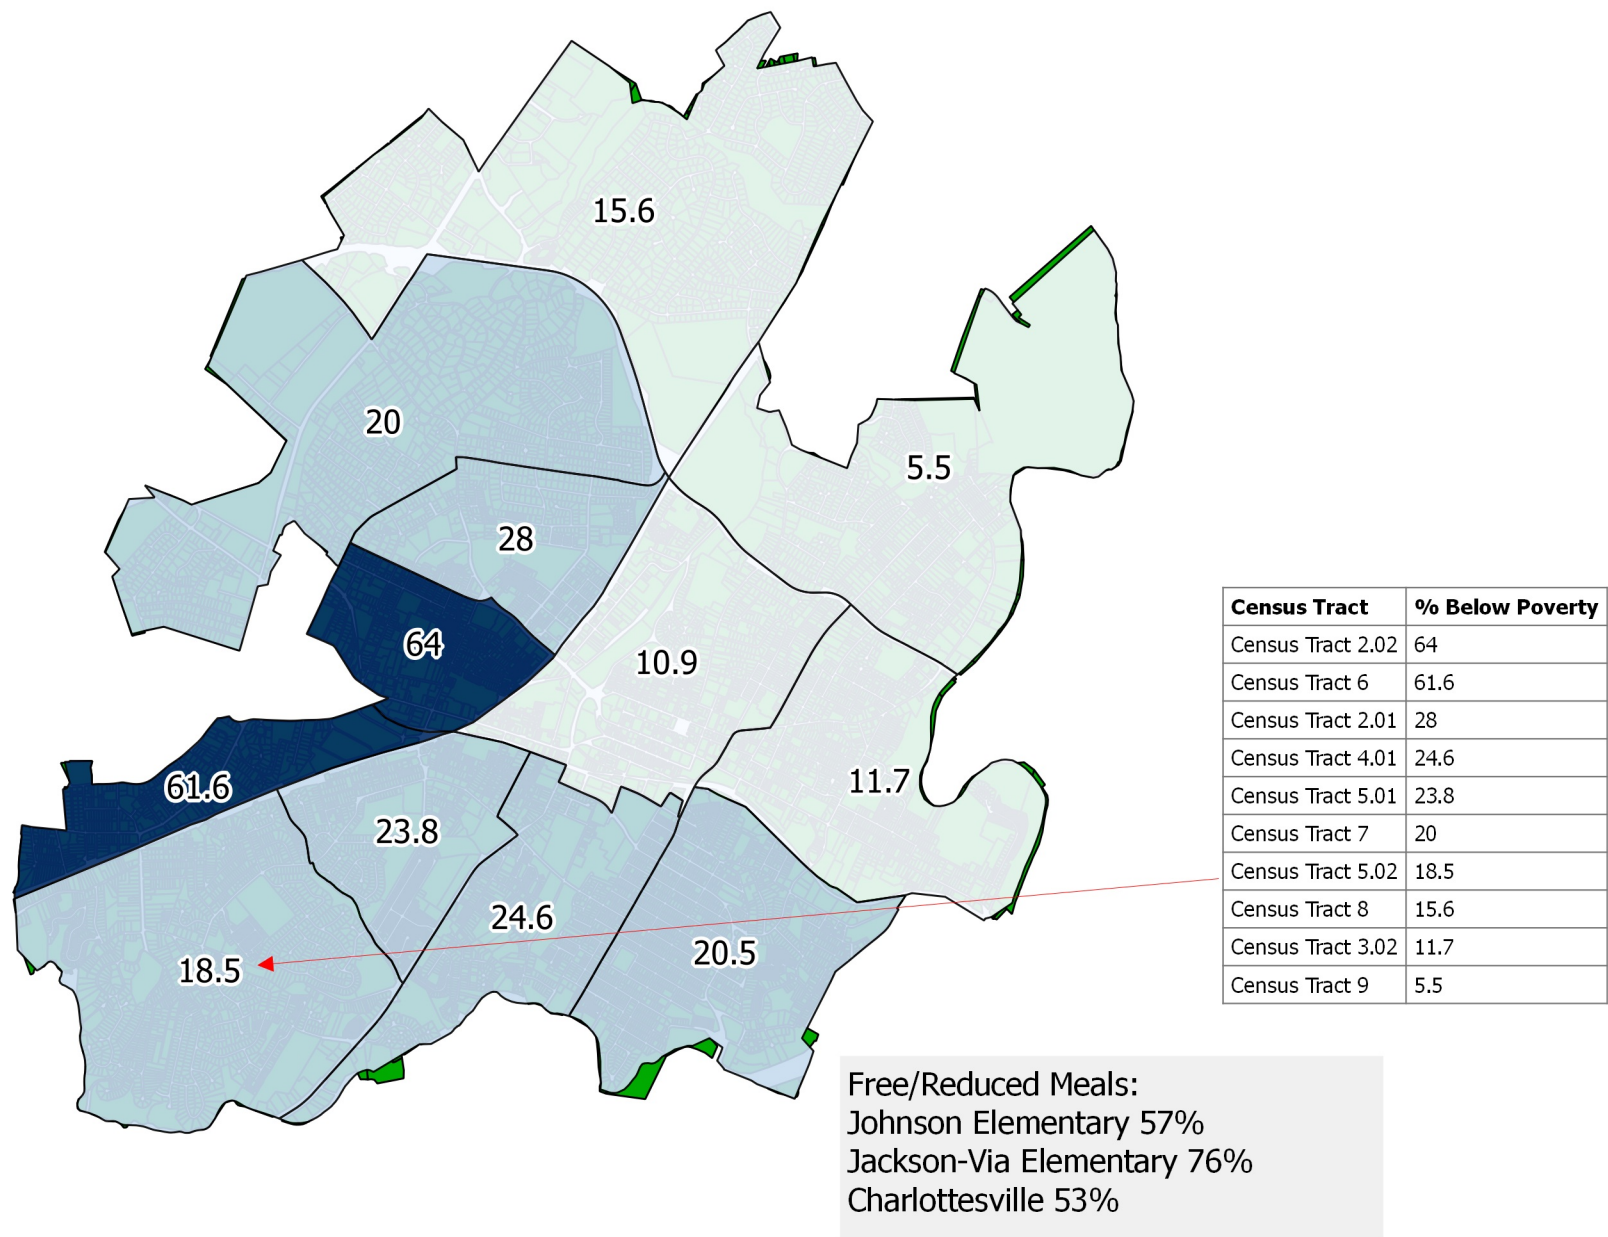 15.6
20
5.5
28
64
10.9
61.6
11.7
23.8
24.6
20.5
18.5
Census Tract % Below Poverty
Census Tract 2.02 64
Census Tract 6 61.6
Census Tract 2.01 28
Census Tract 4.01 24.6
Census Tract 5.01 23.8
Census Tract 7 20
Census Tract 5.02 18.5
Census Tract 8 15.6
Census Tract 3.02 11.7
Census Tract 9 5.5
Free/Reduced Meals:
Johnson Elementary 57%
Jackson-Via Elementary 76%
Charlottesville 53%